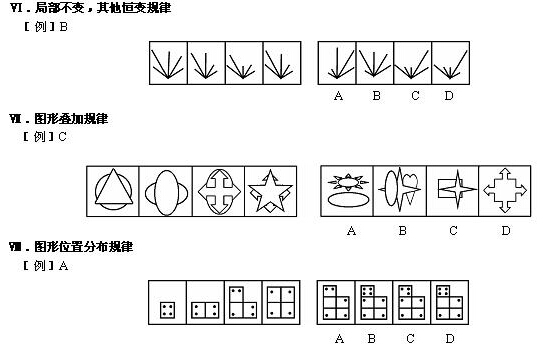 Ⅵ．局部不变，其他恒变规律
［ 例 ］B
A B C D
Ⅶ．图形叠加规律
［ 例 ］C
A B C D
Ⅷ．图形位置分布规律
［ 例 ］A
A B C D